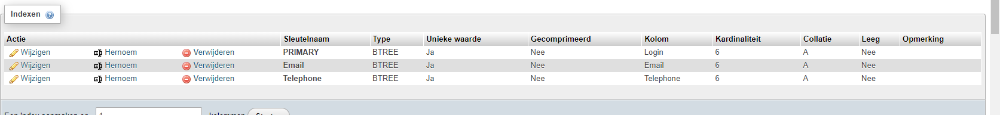 Indexen
Actie Sleutelnaam Type Unieke waarde Gecomprimeerd Kolom Kardinaliteit Collatie Leeg Opmerking
Wijzigen Hernoem Verwijderen PRIMARY BTREE Ja Nee Login 6 A Nee
Wijzigen Hernoem Verwijderen Email BTREE Ja Nee Email 6 A Nee
Wijzigen Hernoem Verwijderen Telephone BTREE Ja Nee Telephone 6 A Nee
Een index aanmaken op 1 kolommen